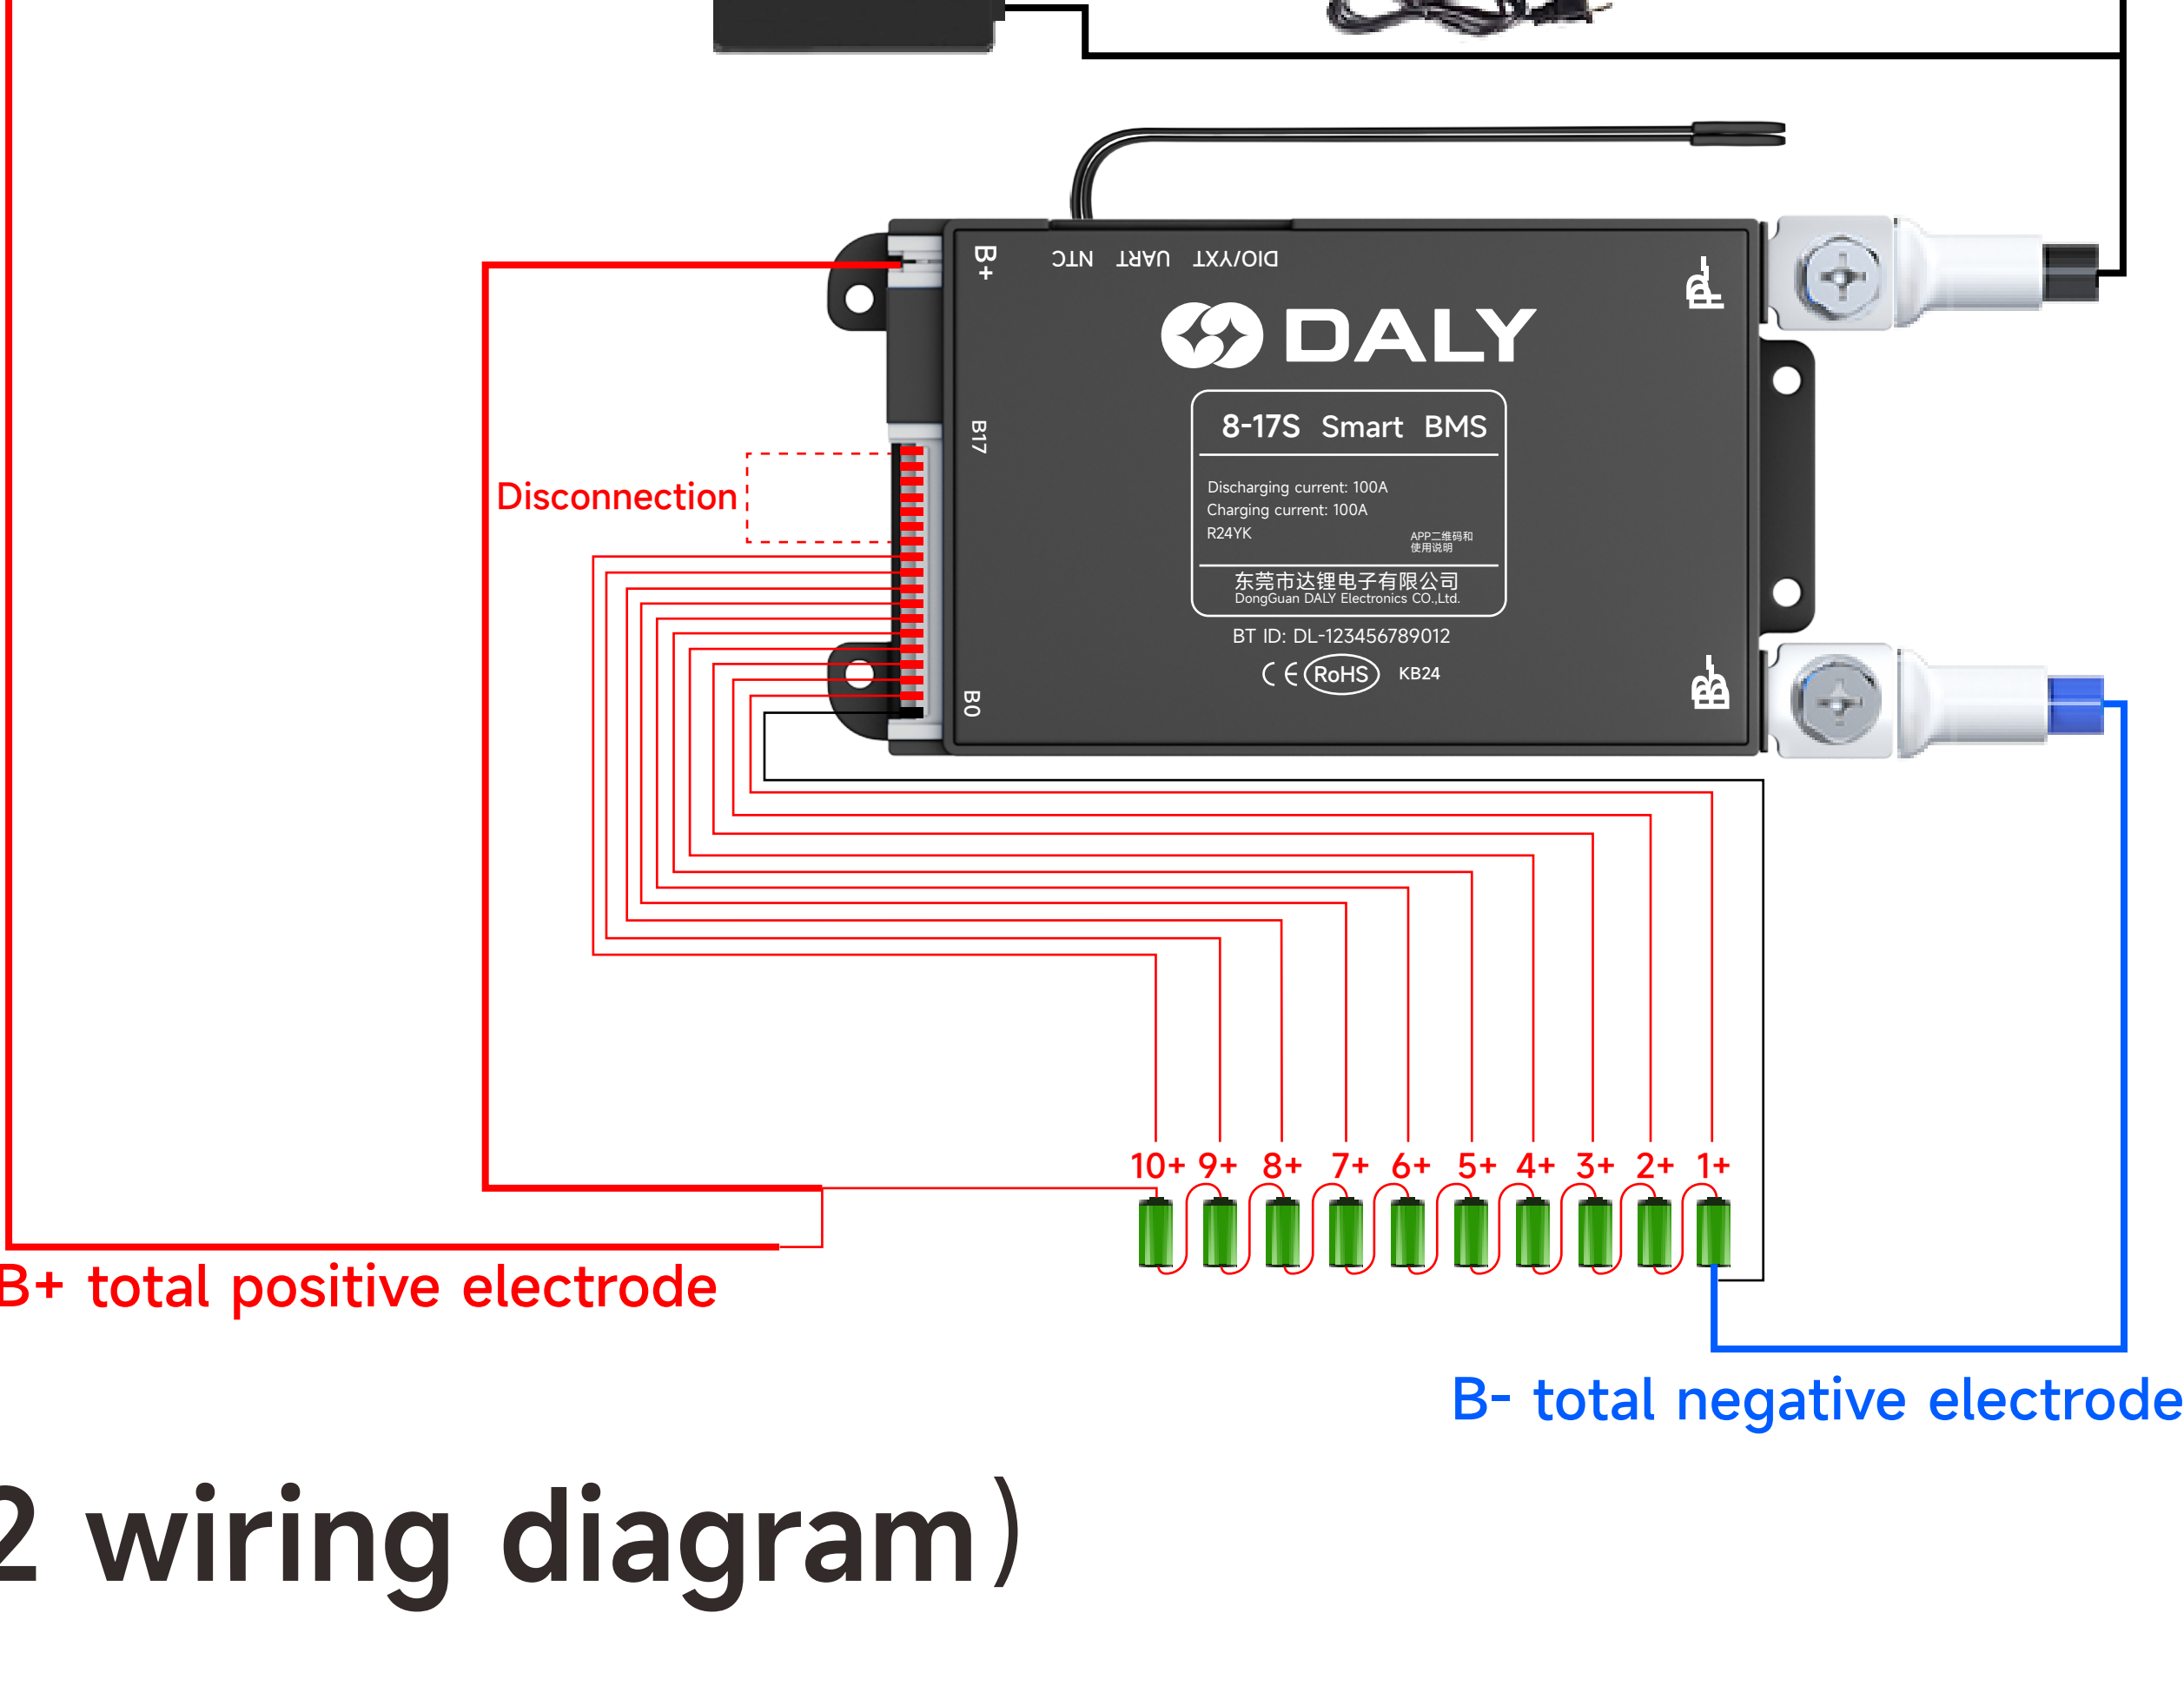 B+
NTC UART DIO/YXT
P-
DALY
B17
8-17S Smart BMS
Disconnection
Discharging current: 100A
Charging current: 100A
R24YK
APP二维码和
使用说明
东莞市达锂电子有限公司
DongGuan DALY Electronics CO.,Ltd.
BT ID: DL-123456789012
CE RoHS KB24
B0
B-
10+ 9+ 8+ 7+ 6+ 5+ 4+ 3+ 2+ 1+
B+ total positive electrode
B- total negative electrode
2 wiring diagram)